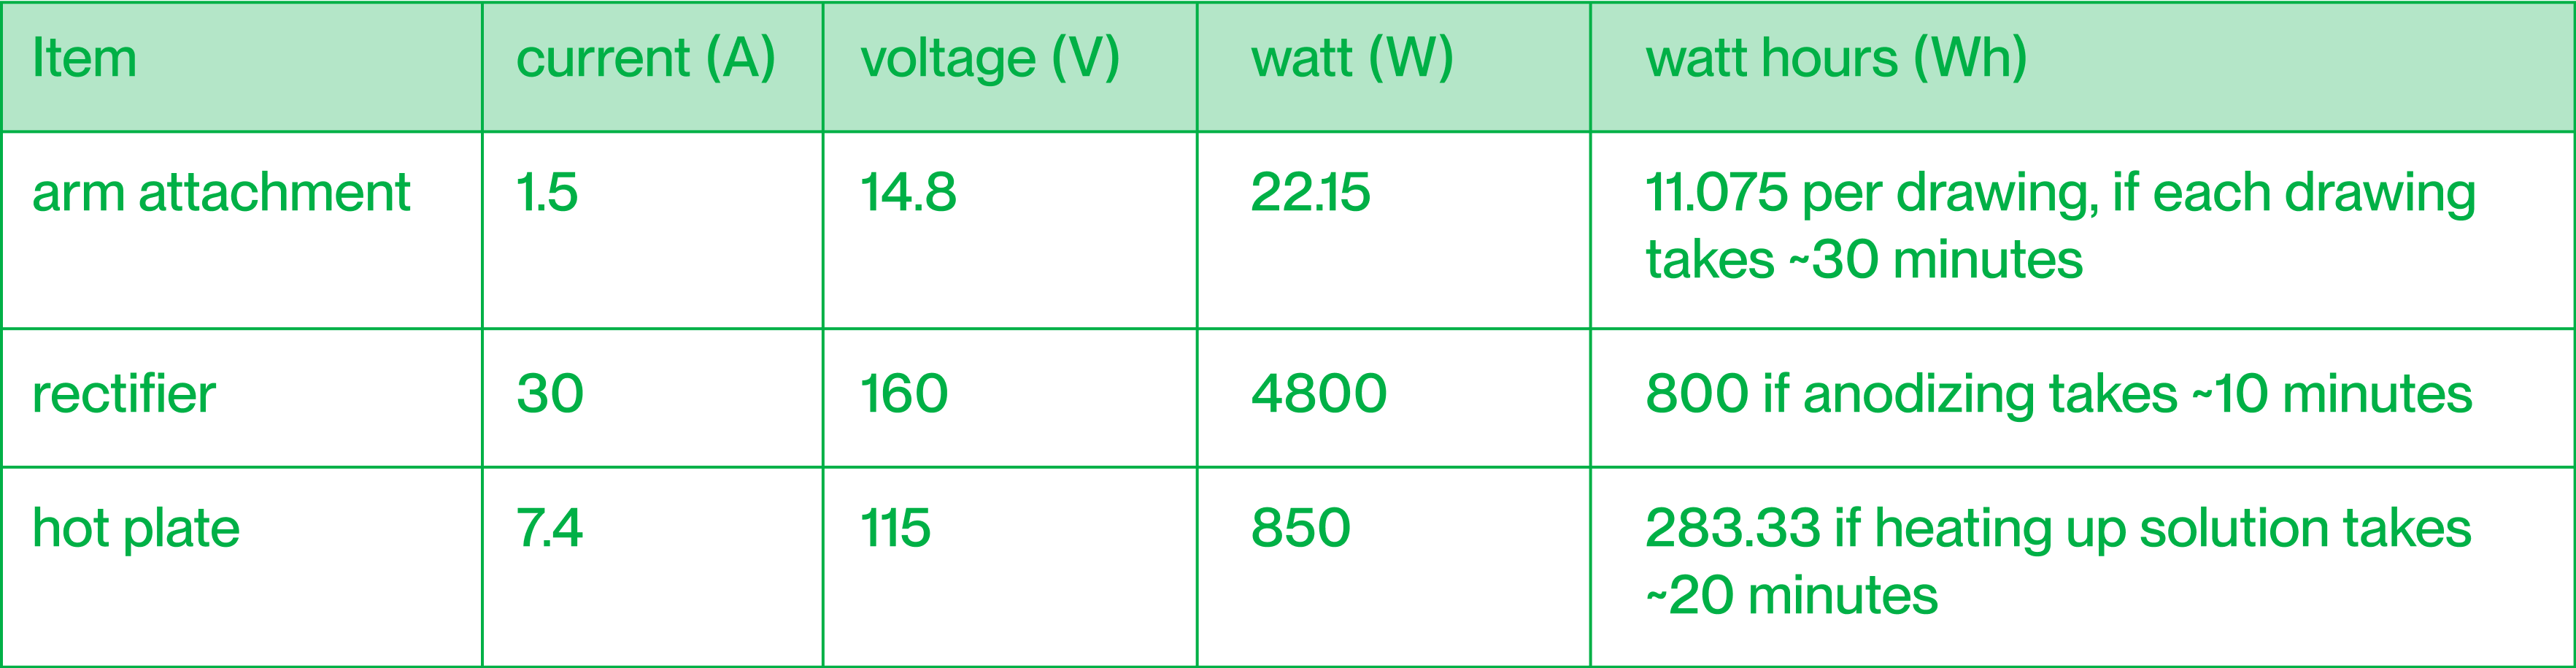 Item current (A) voltage (V) watt (W) watt hours (Wh)
arm attachment 1.5 14.8 22.15 11.075 per drawing, if each drawing
takes ~30 minutes
rectifier 30 160 4800 800 if anodizing takes ~10 minutes
hot plate 7.4 115 850 283.33 if heating up solution takes
~20 minutes